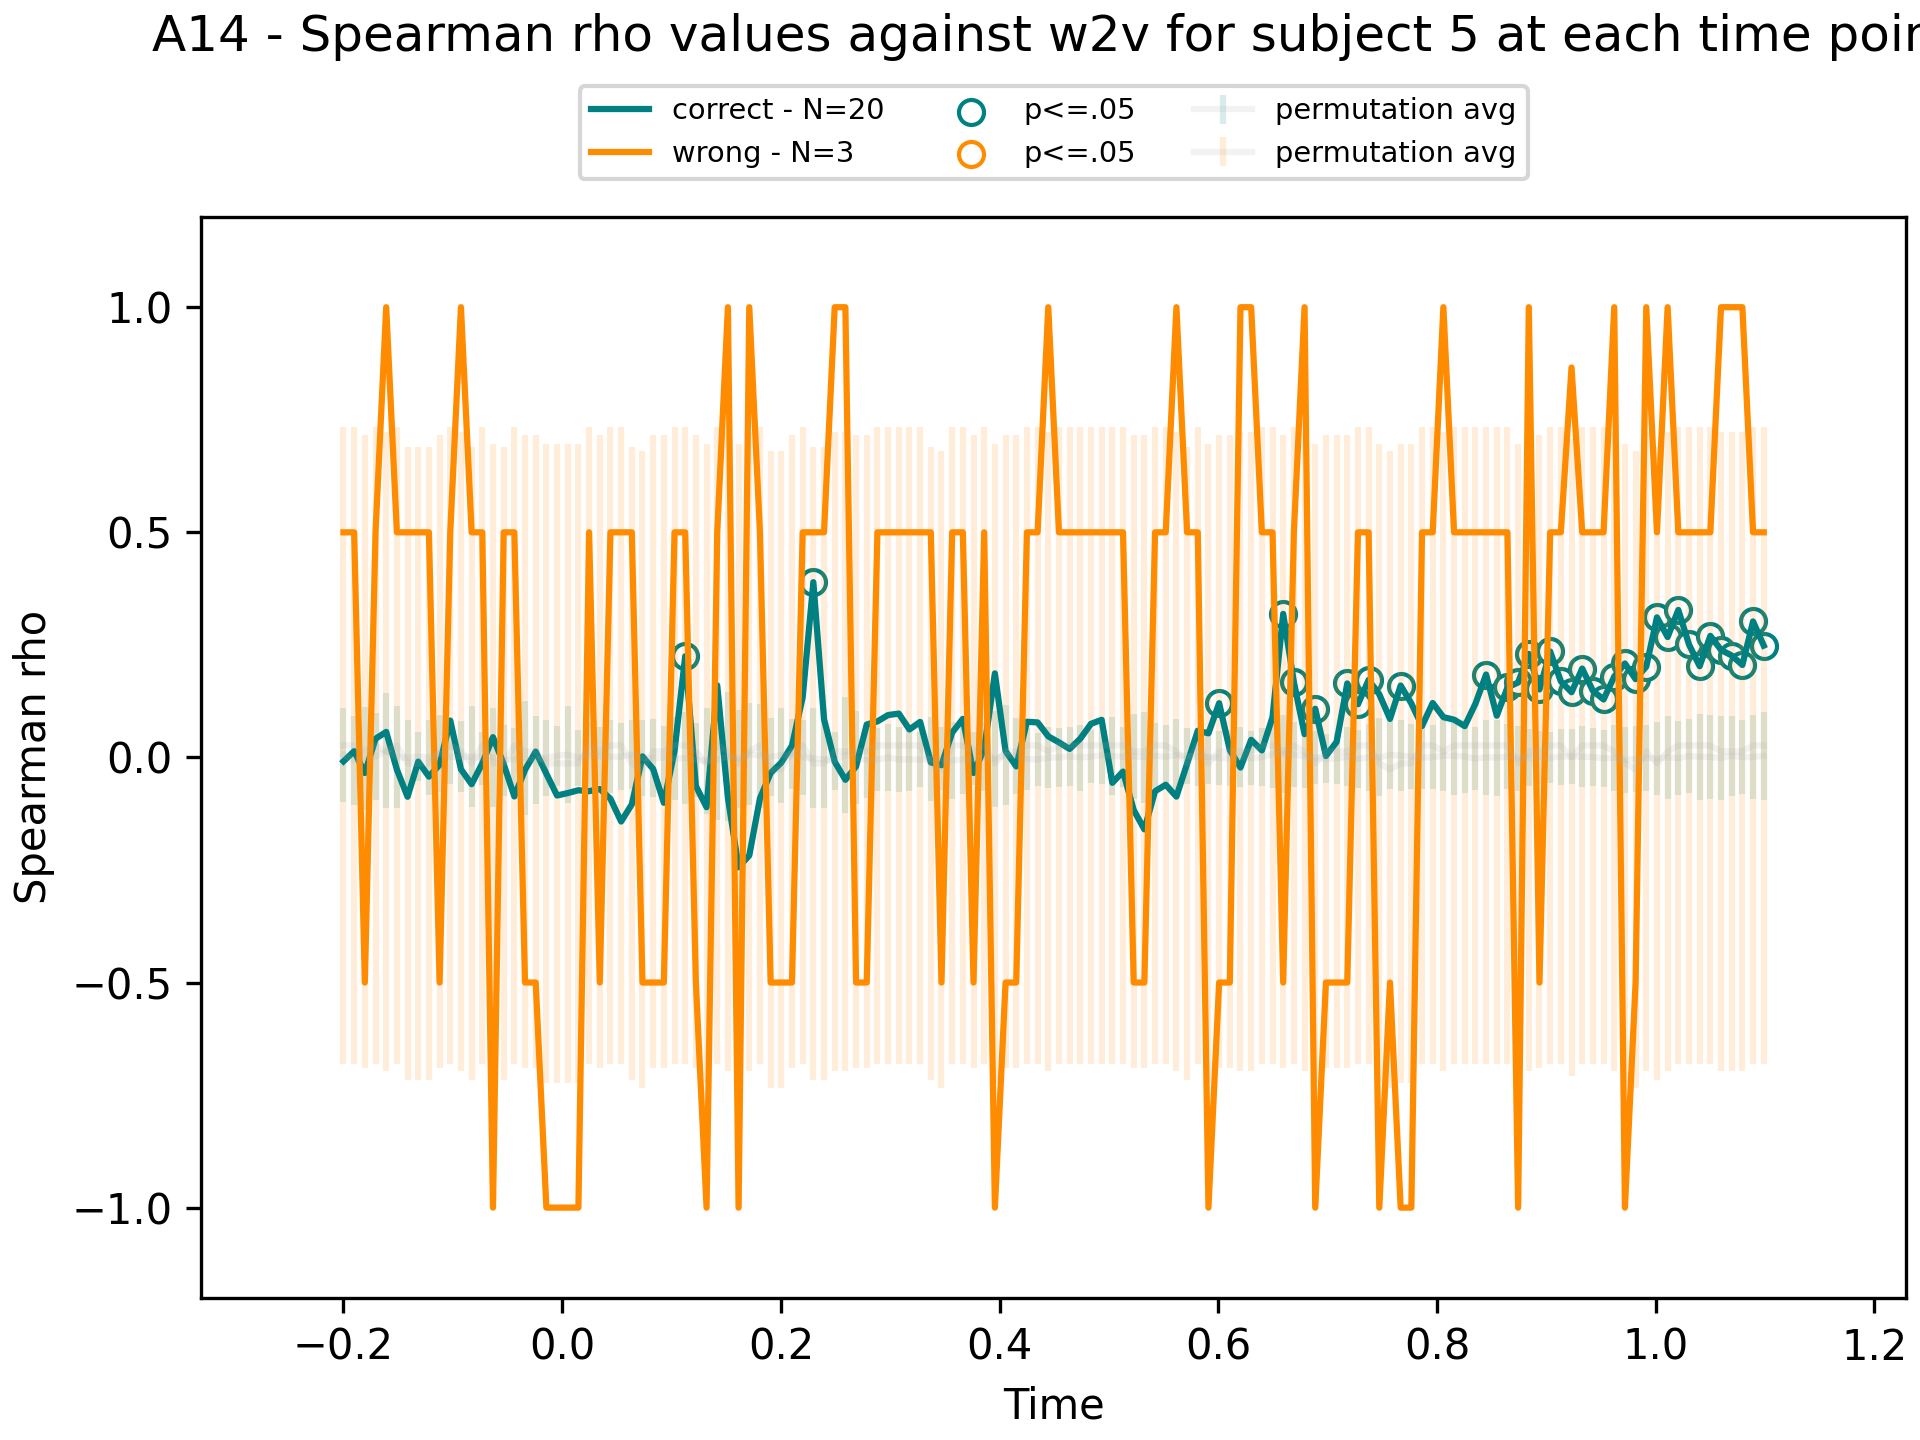 A14 - Spearman rho values against w2v for subject 5 at each time
correct - N=20 p<=.05 permutation avg
wrong - N=3 p<=.05 permutation avg
1.0
0.5
0.0
−0.5
−1.0
Spearman rho
−0.2 0.0 0.2 0.4 0.6 0.8 1.0 1.2
Time